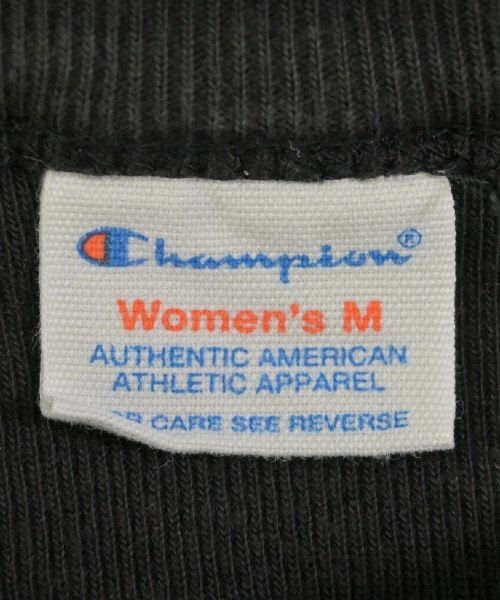 Champion®
Women's M
AUTHENTIC AMERICAN
ATHLETIC APPAREL
CARE SEE REVERSE